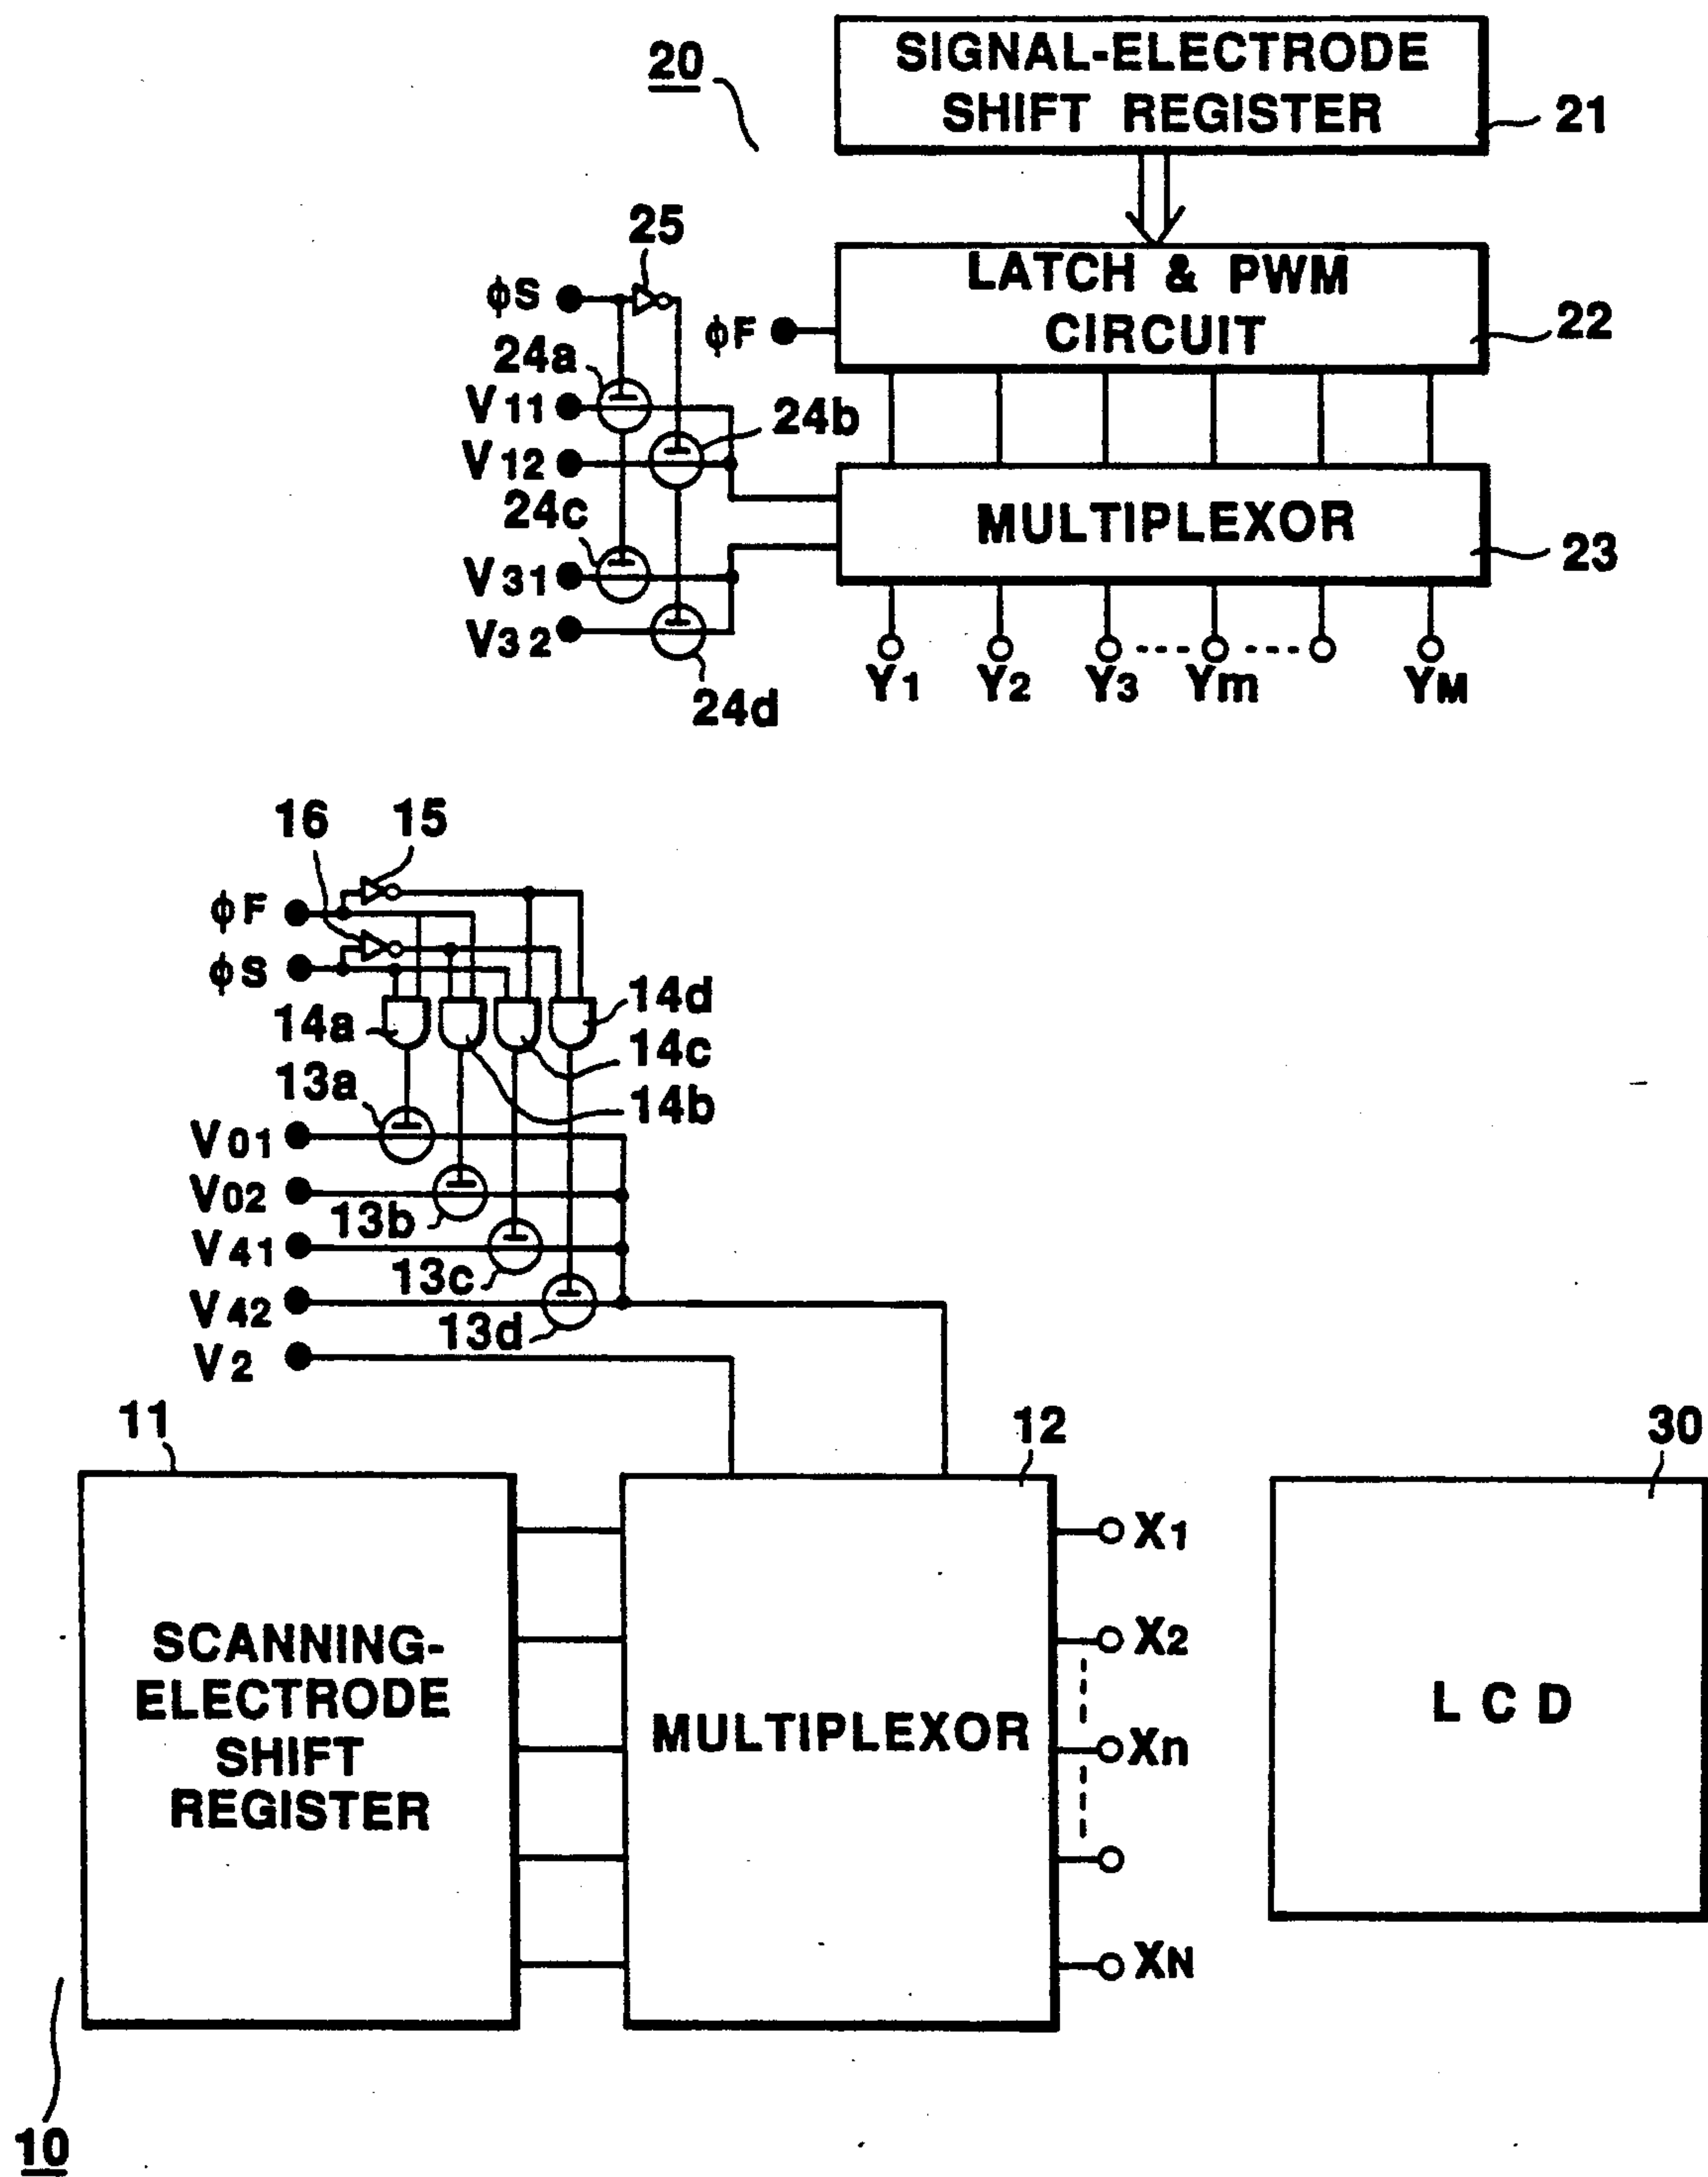 20
SIGNAL-ELECTRODE
SHIFT REGISTER
21
25
ϕS
LATCH & PWM
CIRCUIT
22
ϕF
24a
V11
24b
V12
24c
MULTIPLEXOR
23
V31
V32
24d
Y1
Y2
Y3
Ym
YM
16
15
ϕF
ϕS
14d
14a
14c
13a
14b
V01
V02
13b
V41
13c
V42
13d
V2
11
12
30
X1
SCANNING-
ELECTRODE
SHIFT
REGISTER
X2
MULTIPLEXOR
Xn
LCD
XN
10